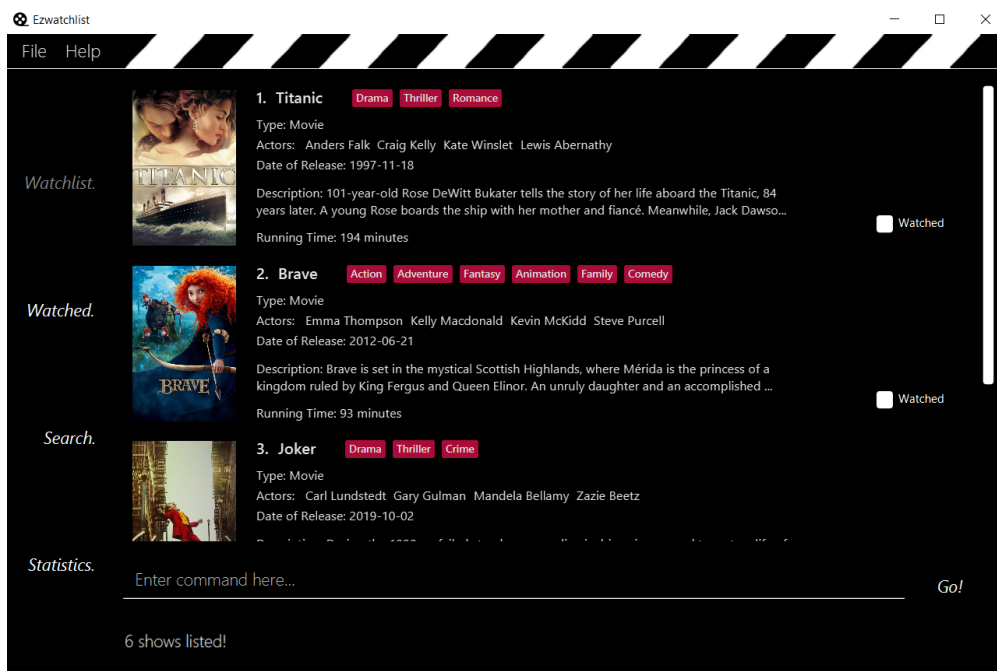 Ezwatchlist
File Help
Watchlist.
Watched.
Search.
Statistics.
TITANIC
1. Titanic Drama Thriller Romance
Type: Movie
Actors: Anders Falk Craig Kelly Kate Winslet Lewis Abernathy
Date of Release: 1997-11-18
Description: 101-year-old Rose DeWitt Bukater tells the story of her life aboard the Titanic, 84
years later. A young Rose boards the ship with her mother and fiancé. Meanwhile, Jack Dawso...
Running Time: 194 minutes
Watched
BRAVE
2. Brave Action Adventure Fantasy Animation Family Comedy
Type: Movie
Actors: Emma Thompson Kelly Macdonald Kevin McKidd Steve Purcell
Date of Release: 2012-06-21
Description: Brave is set in the mystical Scottish Highlands, where Mérida is the princess of a
kingdom ruled by King Fergus and Queen Elinor. An unruly daughter and an accomplished ...
Running Time: 93 minutes
Watched
3. Joker Drama Thriller Crime
Type: Movie
Actors: Carl Lundstedt Gary Gulman Mandela Bellamy Zazie Beetz
Date of Release: 2019-10-02
Enter command here...
Go!
6 shows listed!